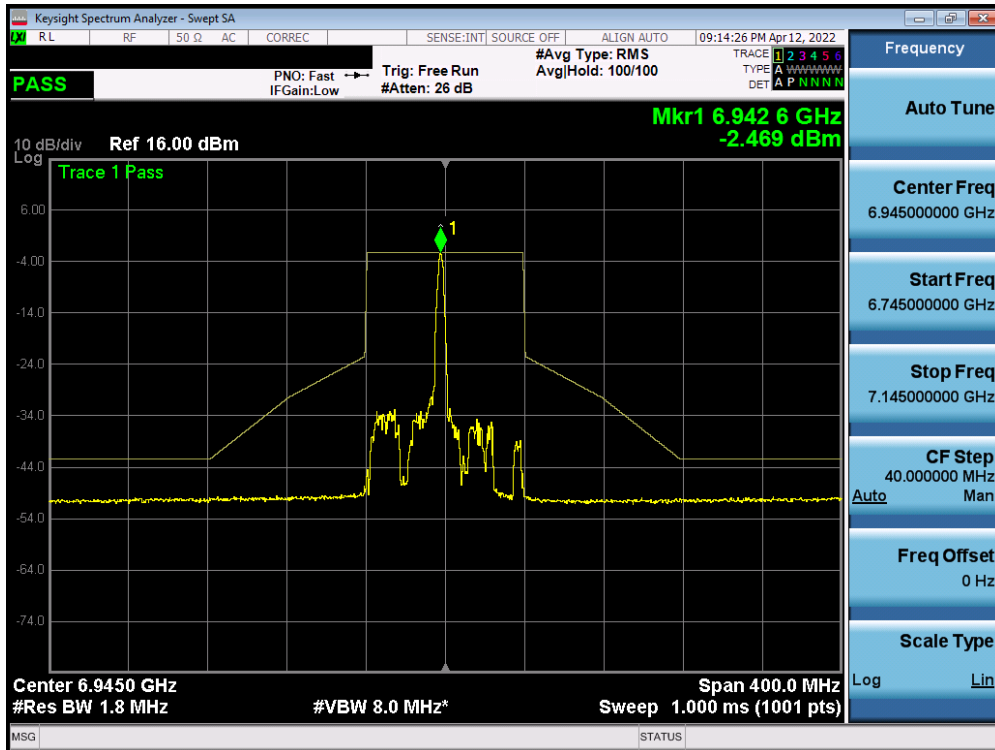 Keysight Spectrum Analyzer - Swept SA
LXI RL RF 50 Ω AC CORREC SENSE:INT SOURCE OFF ALIGN AUTO 09:14:26 PM Apr 12, 2022
PASS
PNO: Fast
IFGain:Low
Trig: Free Run
#Atten: 26 dB
#Avg Type: RMS
Avg|Hold: 100/100
TRACE 1 2 3 4 5 6
TYPE A WWWWW
DET A P N N N N
Mkr1 6.942 6 GHz
-2.469 dBm
10 dB/div Ref 16.00 dBm
Log
Trace 1 Pass
1
6.00
-4.00
-14.0
-24.0
-34.0
-44.0
-54.0
-64.0
-74.0
Center 6.9450 GHz
Span 400.0 MHz
#Res BW 1.8 MHz
#VBW 8.0 MHz*
Sweep 1.000 ms (1001 pts)
MSG
STATUS
Frequency
Auto Tune
Center Freq
6.945000000 GHz
Start Freq
6.745000000 GHz
Stop Freq
7.145000000 GHz
CF Step
40.000000 MHz
Auto Man
Freq Offset
0 Hz
Scale Type
Log Lin